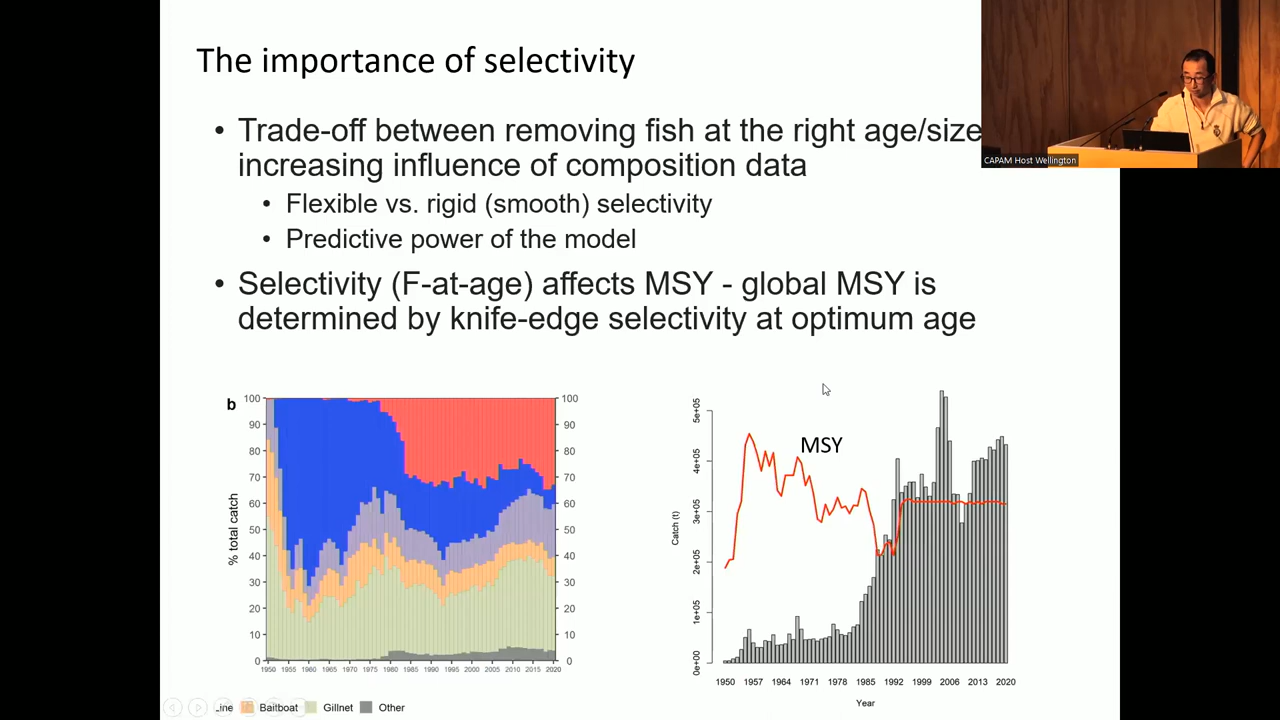 The importance of selectivity
CAPAM Host Wellington
• Trade-off between removing fish at the right age/size
increasing influence of composition data
• Flexible vs. rigid (smooth) selectivity
• Predictive power of the model
• Selectivity (F-at-age) affects MSY - global MSY is
determined by knife-edge selectivity at optimum age
b
% total catch
100
90
80
70
60
50
40
30
20
10
0
100
90
80
70
60
50
40
30
20
10
0
1950 1955 1960 1965 1970 1975 1980 1985 1990 1995 2000 2005 2010 2015 2020
Line Baitboat Gillnet Other
MSY
Catch (t)
5e+05
4e+05
3e+05
2e+05
1e+05
0e+00
1950 1957 1964 1971 1978 1985 1992 1999 2006 2013 2020
Year